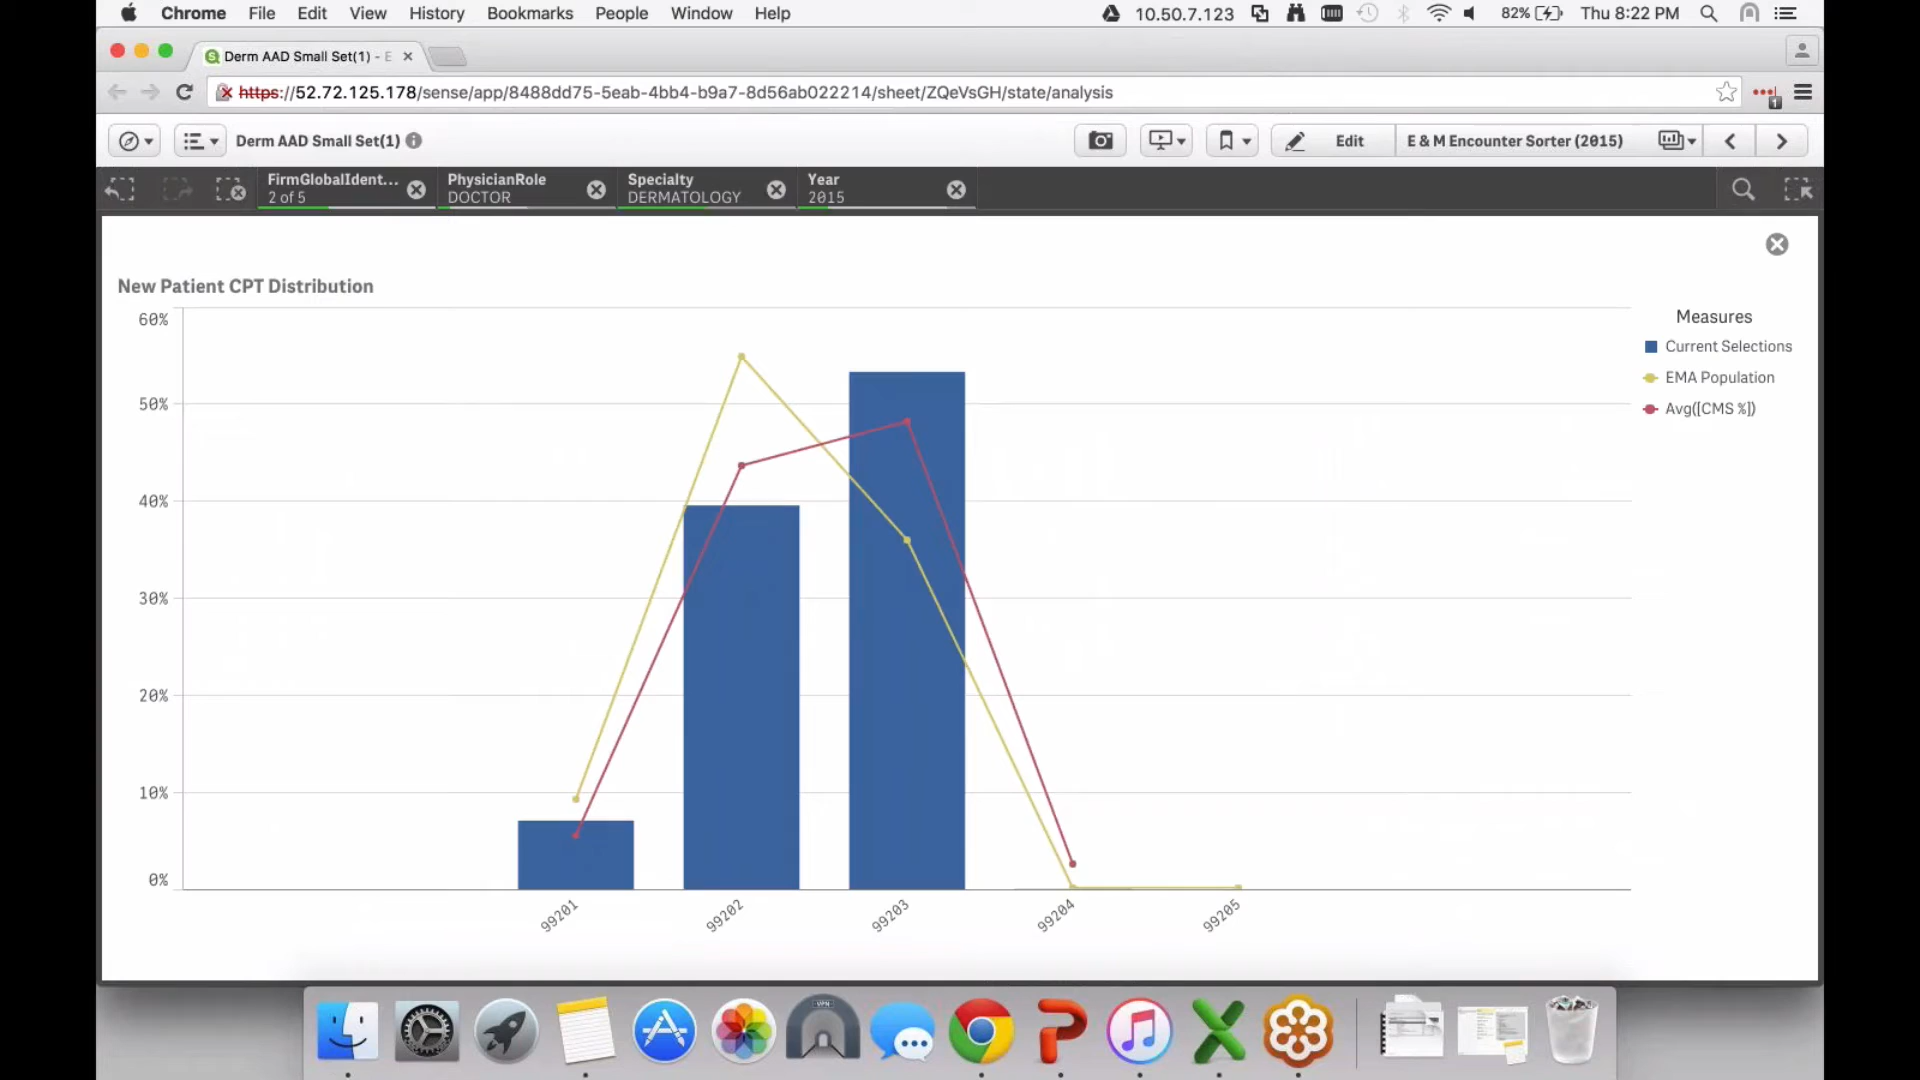 Chrome File Edit View History Bookmarks People Window Help 10.50.7.123 82% Thu 8:22 PM
Derm AAD Small Set(1) - E
https://52.72.125.178/sense/app/8488dd75-5eab-4bb4-b9a7-8d56ab022214/sheet/ZQeVsGH/state/analysis
1
Derm AAD Small Set(1) Edit E & M Encounter Sorter (2015)
FirmGlobalIdent... PhysicianRole Specialty Year
2 of 5 DOCTOR DERMATOLOGY 2015
New Patient CPT Distribution
Measures
Current Selections
EMA Population
Avg([CMS %])
60%
50%
40%
30%
20%
10%
0%
99201 99202 99203 99204 99205
VPN